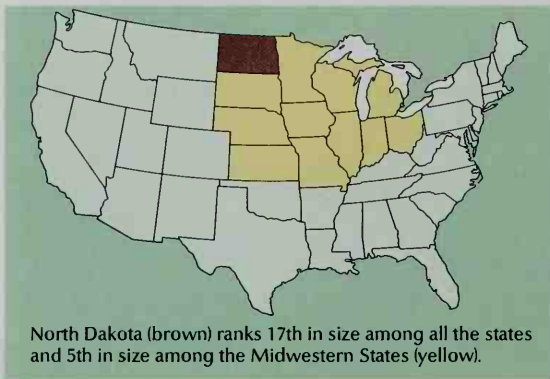 North Dakota (brown) ranks 17th in size among all the states
and 5th in size among the Midwestern States (yellow).